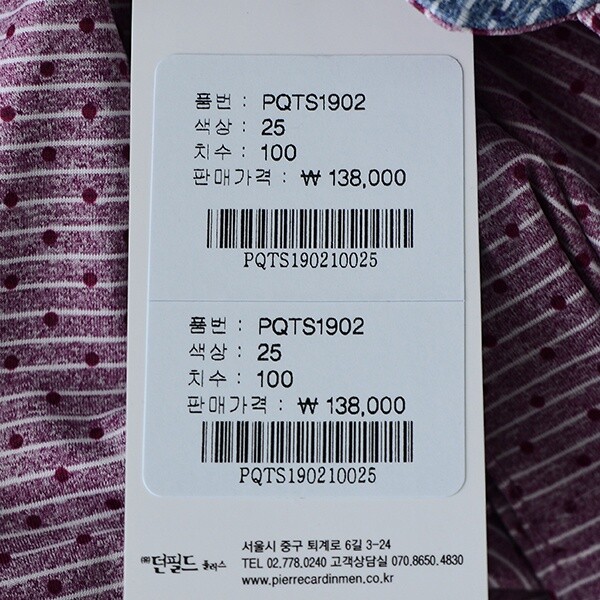 품번 : PQTS1902
색상 : 25
치수 : 100
판매가격 : ₩ 138,000
PQTS190210025
품번 : PQTS1902
색상 : 25
치수 : 100
판매가격 : ₩ 138,000
PQTS190210025
㈜던필드 플러스
서울시 중구 퇴계로 6길 3-24
TEL 02.778.0240 고객상담실 070.8650.4830
www.pierrecardinmen.co.kr